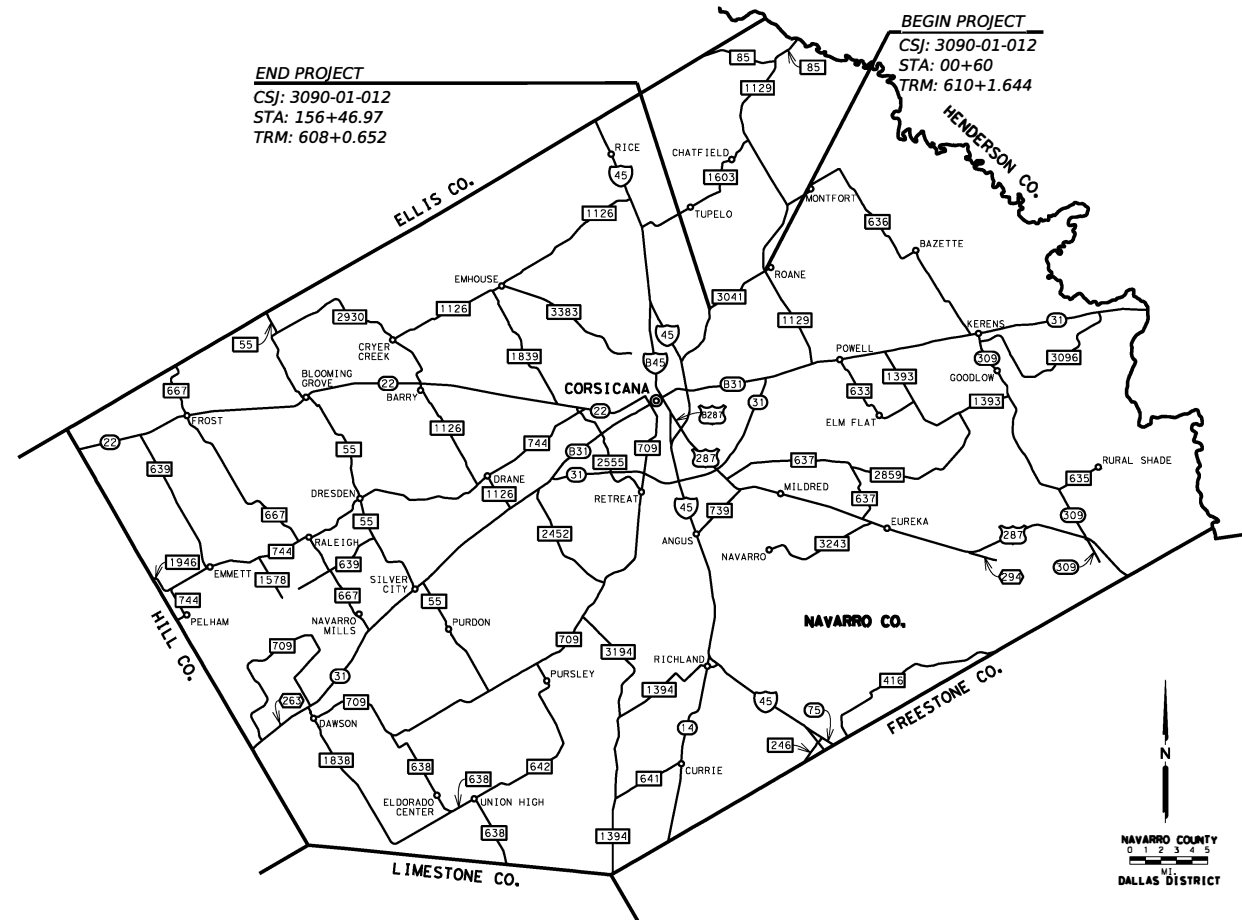 BEGIN PROJECT
CSJ: 3090-01-012
STA: 00+60
TRM: 610+1.644
END PROJECT
CSJ: 3090-01-012
STA: 156+46.97
TRM: 608+0.652
85
85
1129
HENDERSON CO.
RICE
CHATFIELD
45
1603
ELLIS CO.
MONTFORT
1126
TUPELO
636
BAZETTE
ROANE
EMHOUSE
3041
1126
3383
2930
1129
KERENS
31
55
CRYER
CREEK
1839
45
B45
POWELL
309
3096
BLOOMING
GROVE
GOODLOW
667
22
BARRY
CORSICANA
B31
633
1393
1393
22
31
B287
FROST
ELM FLAT
22
1126
55
744
B31
709
639
2555
31
287
637
2859
RURAL SHADE
DRANE
635
DRESDEN
1126
RETREAT
MILDRED
637
45
667
55
739
309
2452
EUREKA
744
RALEIGH
ANGUS
287
1946
639
NAVARRO
3243
EMMETT
309
1578
SILVER
CITY
294
744
667
55
PELHAM
NAVARRO
MILLS
PURDON
NAVARRO CO.
HILL CO.
709
709
3194
RICHLAND
31
PURSLEY
1394
416
263
709
45
75
FREESTONE CO.
DAWSON
14
246
N
1838
638
642
638
641
CURRIE
ELDORADO
CENTER
UNION HIGH
638
1394
NAVARRO COUNTY
0 1 2 3 4 5
MI.
DALLAS DISTRICT
LIMESTONE CO.